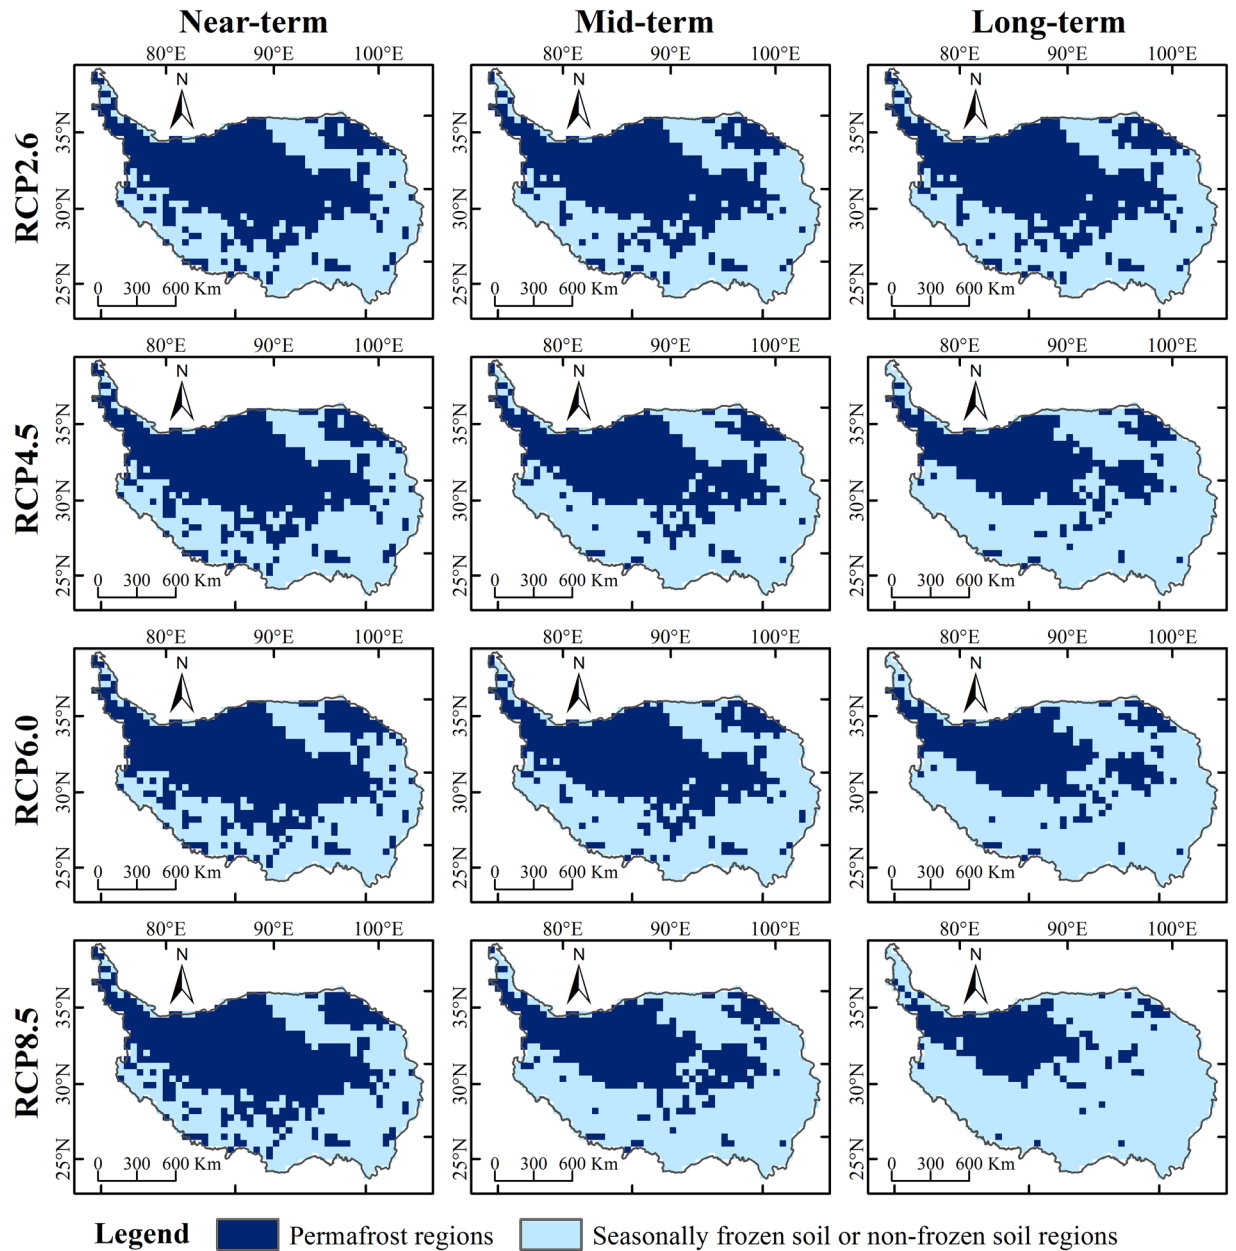 Near-term Mid-term Long-term
80°E 90°E 100°E 80°E 90°E 100°E 80°E 90°E 100°E
RCP2.6
N N N
35°N 35°N 35°N
30°N 30°N 30°N
25°N 25°N 25°N
0 300 600 Km 0 300 600 Km 0 300 600 Km
80°E 90°E 100°E 80°E 90°E 100°E 80°E 90°E 100°E
RCP4.5
N N N
35°N 35°N 35°N
30°N 30°N 30°N
25°N 25°N 25°N
0 300 600 Km 0 300 600 Km 0 300 600 Km
80°E 90°E 100°E 80°E 90°E 100°E 80°E 90°E 100°E
RCP6.0
N N N
35°N 35°N 35°N
30°N 30°N 30°N
25°N 25°N 25°N
0 300 600 Km 0 300 600 Km 0 300 600 Km
80°E 90°E 100°E 80°E 90°E 100°E 80°E 90°E 100°E
RCP8.5
N N N
35°N 35°N 35°N
30°N 30°N 30°N
25°N 25°N 25°N
0 300 600 Km 0 300 600 Km 0 300 600 Km
Legend Permafrost regions Seasonally frozen soil or non-frozen soil regions